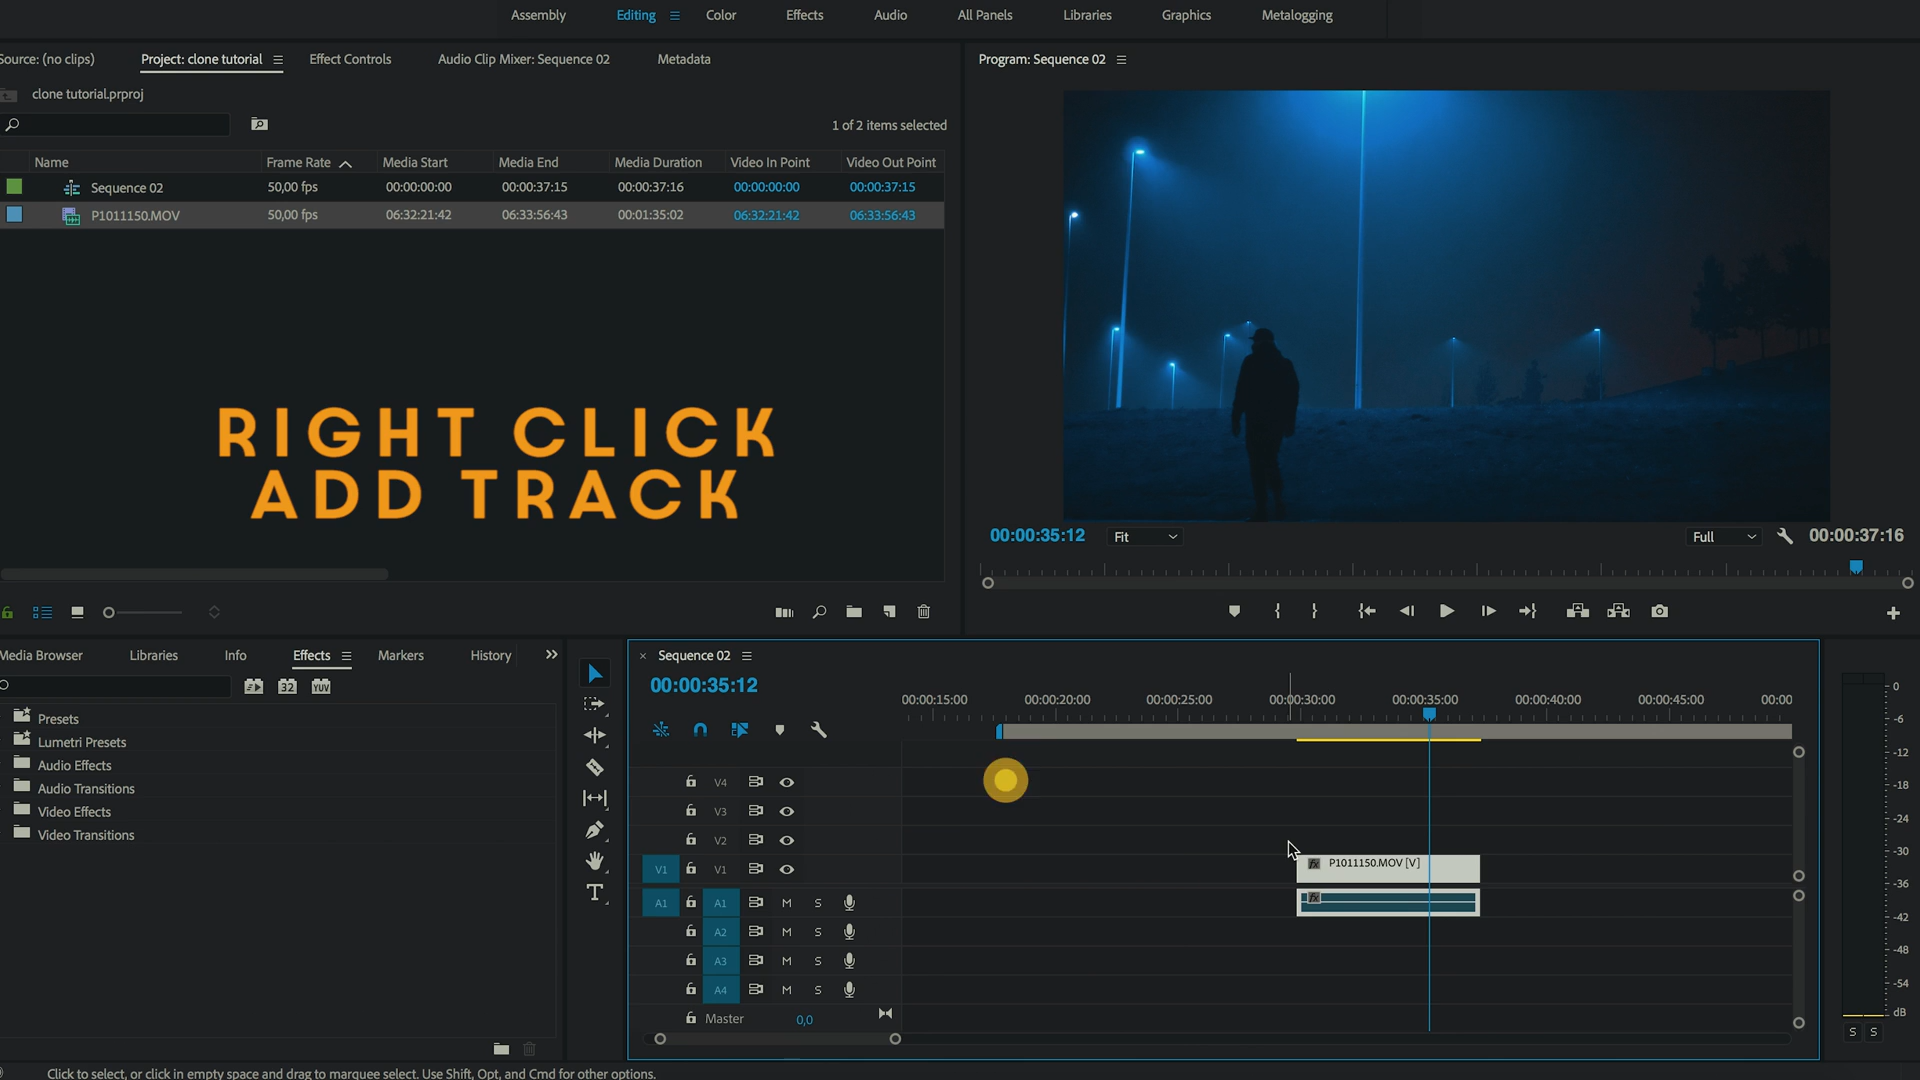 Assembly
Editing
Color
Effects
Audio
All Panels
Libraries
Graphics
Metalogging
Source: (no clips)
Project: clone tutorial
Effect Controls
Audio Clip Mixer: Sequence 02
Metadata
clone tutorial.prproj
1 of 2 items selected
Name Frame Rate Media Start Media End Media Duration Video In Point Video Out Point
Sequence 02 50,00 fps 00:00:00:00 00:00:37:15 00:00:37:16 00:00:00:00 00:00:37:15
P1011150.MOV 50,00 fps 06:32:21:42 06:33:56:43 00:01:35:02 06:32:21:42 06:33:56:43
RIGHT CLICK
ADD TRACK
Program: Sequence 02
00:00:35:12 Fit Full 00:00:37:16
Media Browser
Libraries
Info
Effects
Markers
History
32
YUV
Presets
Lumetri Presets
Audio Effects
Audio Transitions
Video Effects
Video Transitions
T
× Sequence 02
00:00:35:12
00:00:15:00 00:00:20:00 00:00:25:00 00:00:30:00 00:00:35:00 00:00:40:00 00:00:45:00 00:00
V4
V3
V2
V1 V1
fx P1011150.MOV [V]
A1 A1 M S
fx
A2 M S
A3 M S
A4 M S
Master 0,0
0
-6
-12
-18
-24
-30
-36
-42
-48
-54
dB
S S
Click to select, or click in empty space and drag to marquee select. Use Shift, Opt, and Cmd for other options.